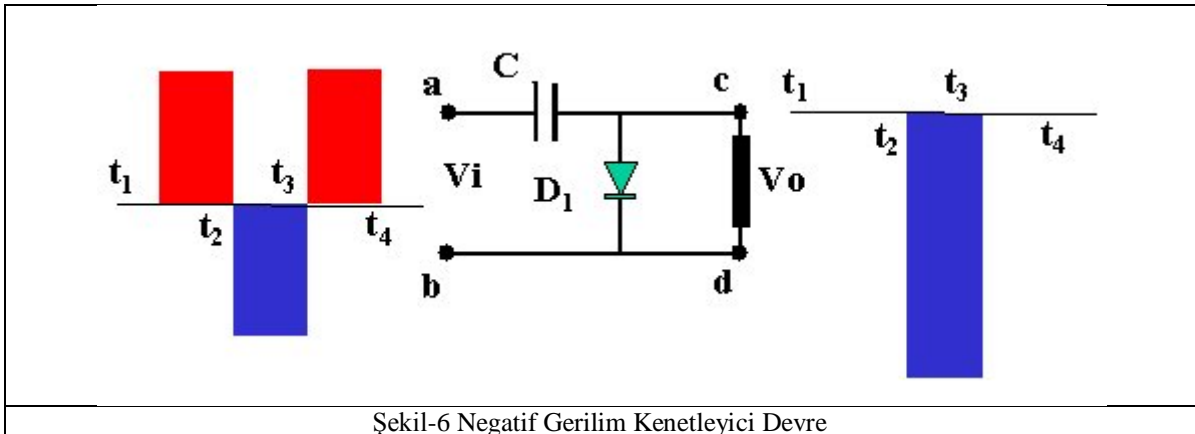 C
a
c
t₁
t₃
t₂
t₄
t₁
t₃
t₂
t₄
Vi
D₁
Vo
b
d
Şekil-6 Negatif Gerilim Kenetleyici Devre